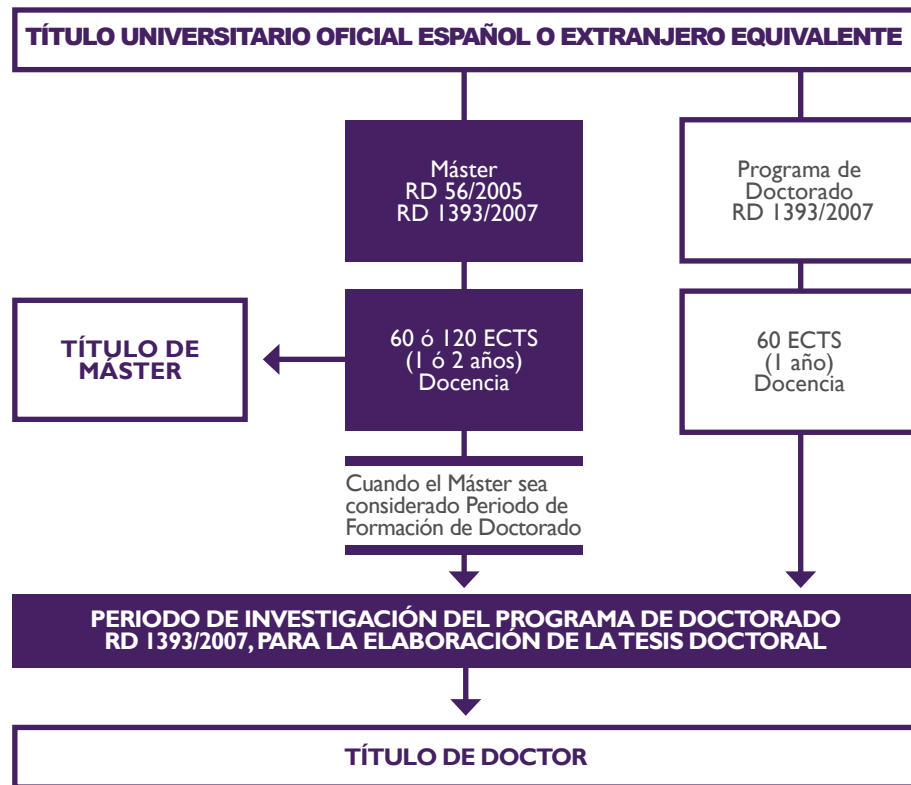 TÍTULO UNIVERSITARIO OFICIAL ESPAÑOL O EXTRANJERO EQUIVALENTE
Máster
RD 56/2005
RD 1393/2007
Programa de
Doctorado
RD 1393/2007
TÍTULO DE
MÁSTER
60 ó 120 ECTS
(1 ó 2 años)
Docencia
60 ECTS
(1 año)
Docencia
Cuando el Máster sea
considerado Periodo de
Formación de Doctorado
PERIODO DE INVESTIGACIÓN DEL PROGRAMA DE DOCTORADO
RD 1393/2007, PARA LA ELABORACIÓN DE LA TESIS DOCTORAL
TÍTULO DE DOCTOR